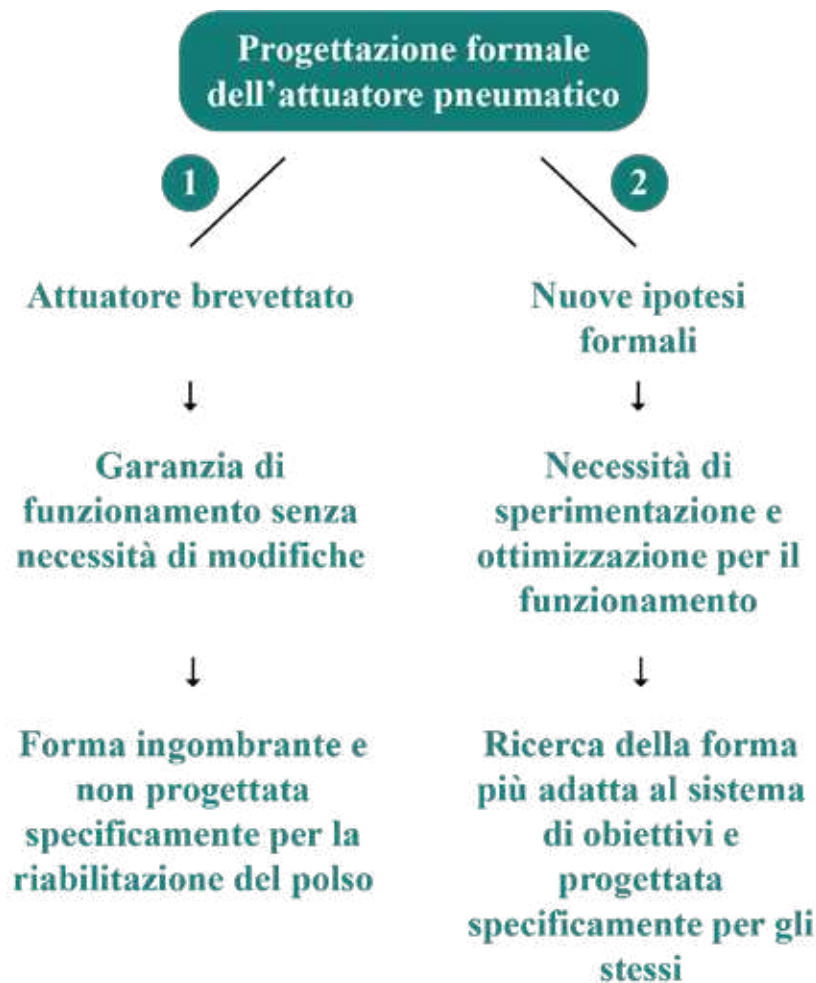 Progettazione formale
dell'attuatore pneumatico
1
2
Attuatore brevettato
Garanzia di
funzionamento senza
necessità di modifiche
Forma ingombrante e
non progettata
specificamente per la
riabilitazione del polso
Nuove ipotesi
formali
Necessità di
sperimentazione e
ottimizzazione per il
funzionamento
Ricerca della forma
più adatta al sistema
di obiettivi e
progettata
specificamente per gli
stessi